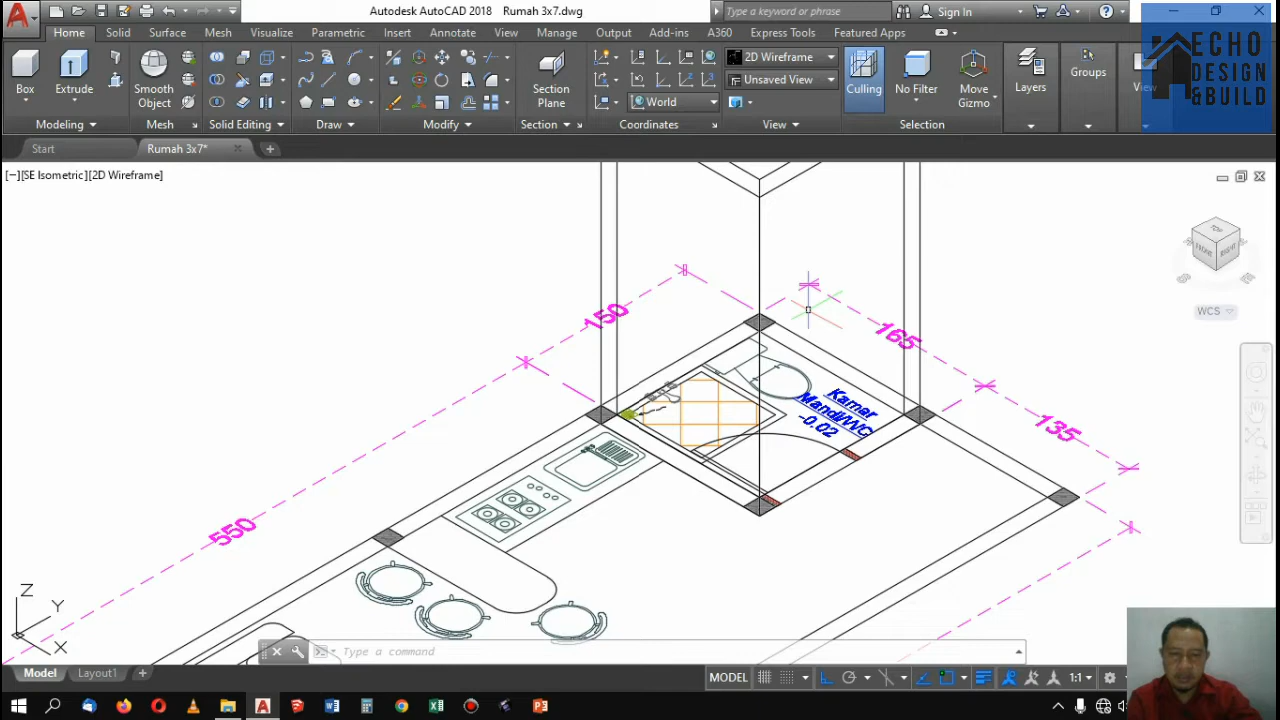 Autodesk AutoCAD 2018 Rumah 3x7.dwg
Type a keyword or phrase
Sign In
Home Solid Surface Mesh Visualize Parametric Insert Annotate View Manage Output Add-ins A360 Express Tools Featured Apps
Box
Extrude
Smooth
Object
Section
Plane
World
2D Wireframe
Unsaved View
Culling
No Filter
Move
Gizmo
Layers
Groups
Modeling Mesh Solid Editing Draw Modify Section Coordinates View Selection
ECHO
DESIGN
&BUILD
Start
Rumah 3x7*
[−][SE Isometric][2D Wireframe]
TOP
FRONT
RIGHT
S
E
WCS
150
165
135
550
Kamar
Mandi/WC
-0.02
Z
Y
X
Type a command
Model
Layout1
MODEL
1:1